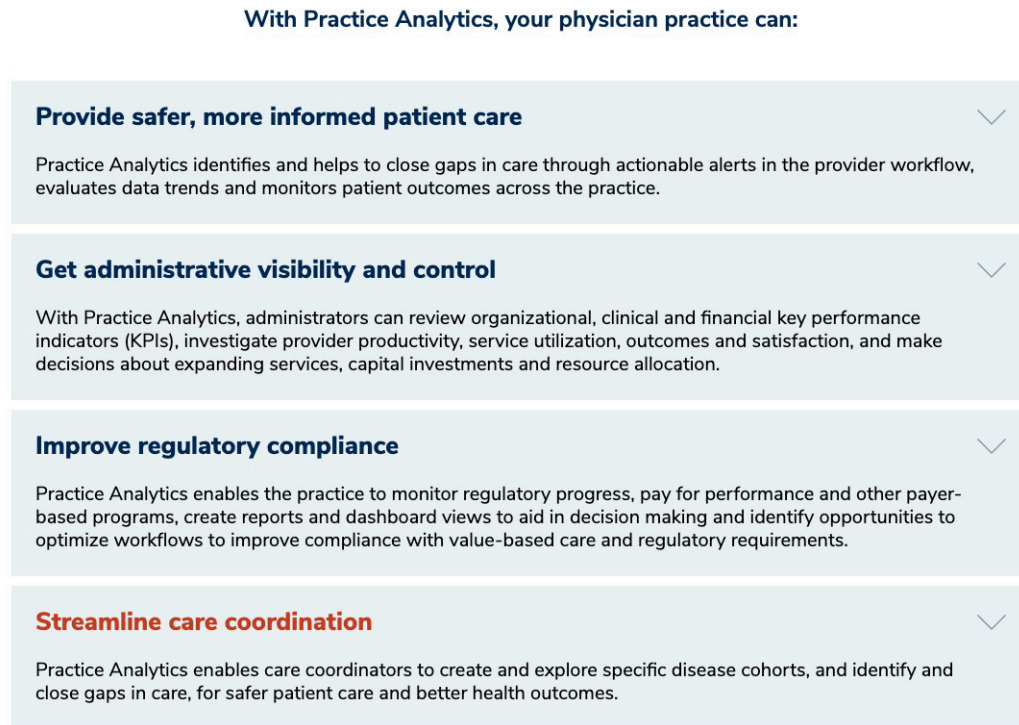 With Practice Analytics, your physician practice can:
Provide safer, more informed patient care
Practice Analytics identifies and helps to close gaps in care through actionable alerts in the provider workflow,
evaluates data trends and monitors patient outcomes across the practice.
Get administrative visibility and control
With Practice Analytics, administrators can review organizational, clinical and financial key performance
indicators (KPIs), investigate provider productivity, service utilization, outcomes and satisfaction, and make
decisions about expanding services, capital investments and resource allocation.
Improve regulatory compliance
Practice Analytics enables the practice to monitor regulatory progress, pay for performance and other payer-
based programs, create reports and dashboard views to aid in decision making and identify opportunities to
optimize workflows to improve compliance with value-based care and regulatory requirements.
Streamline care coordination
Practice Analytics enables care coordinators to create and explore specific disease cohorts, and identify and
close gaps in care, for safer patient care and better health outcomes.